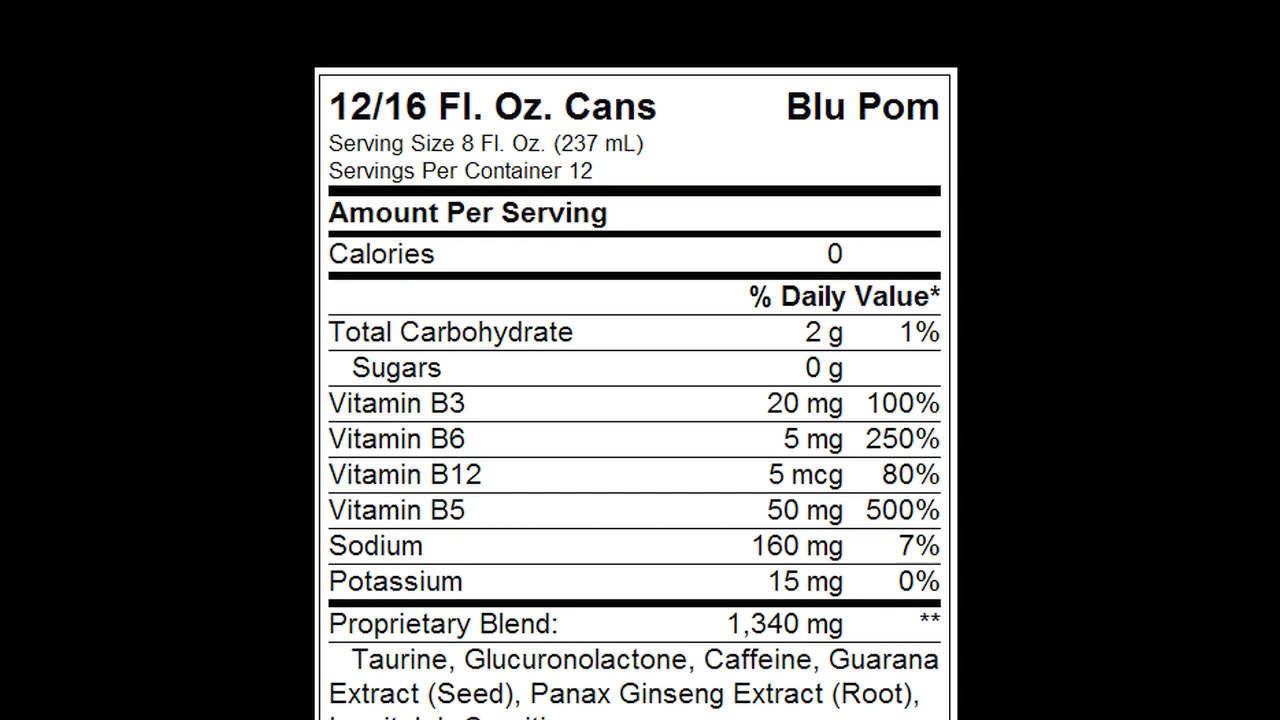 12/16 Fl. Oz. Cans Blu Pom
Serving Size 8 Fl. Oz. (237 mL)
Servings Per Container 12
Amount Per Serving
Calories 0
% Daily Value*
Total Carbohydrate 2 g 1%
Sugars 0 g
Vitamin B3 20 mg 100%
Vitamin B6 5 mg 250%
Vitamin B12 5 mcg 80%
Vitamin B5 50 mg 500%
Sodium 160 mg 7%
Potassium 15 mg 0%
Proprietary Blend: 1,340 mg **
Taurine, Glucuronolactone, Caffeine, Guarana
Extract (Seed), Panax Ginseng Extract (Root),